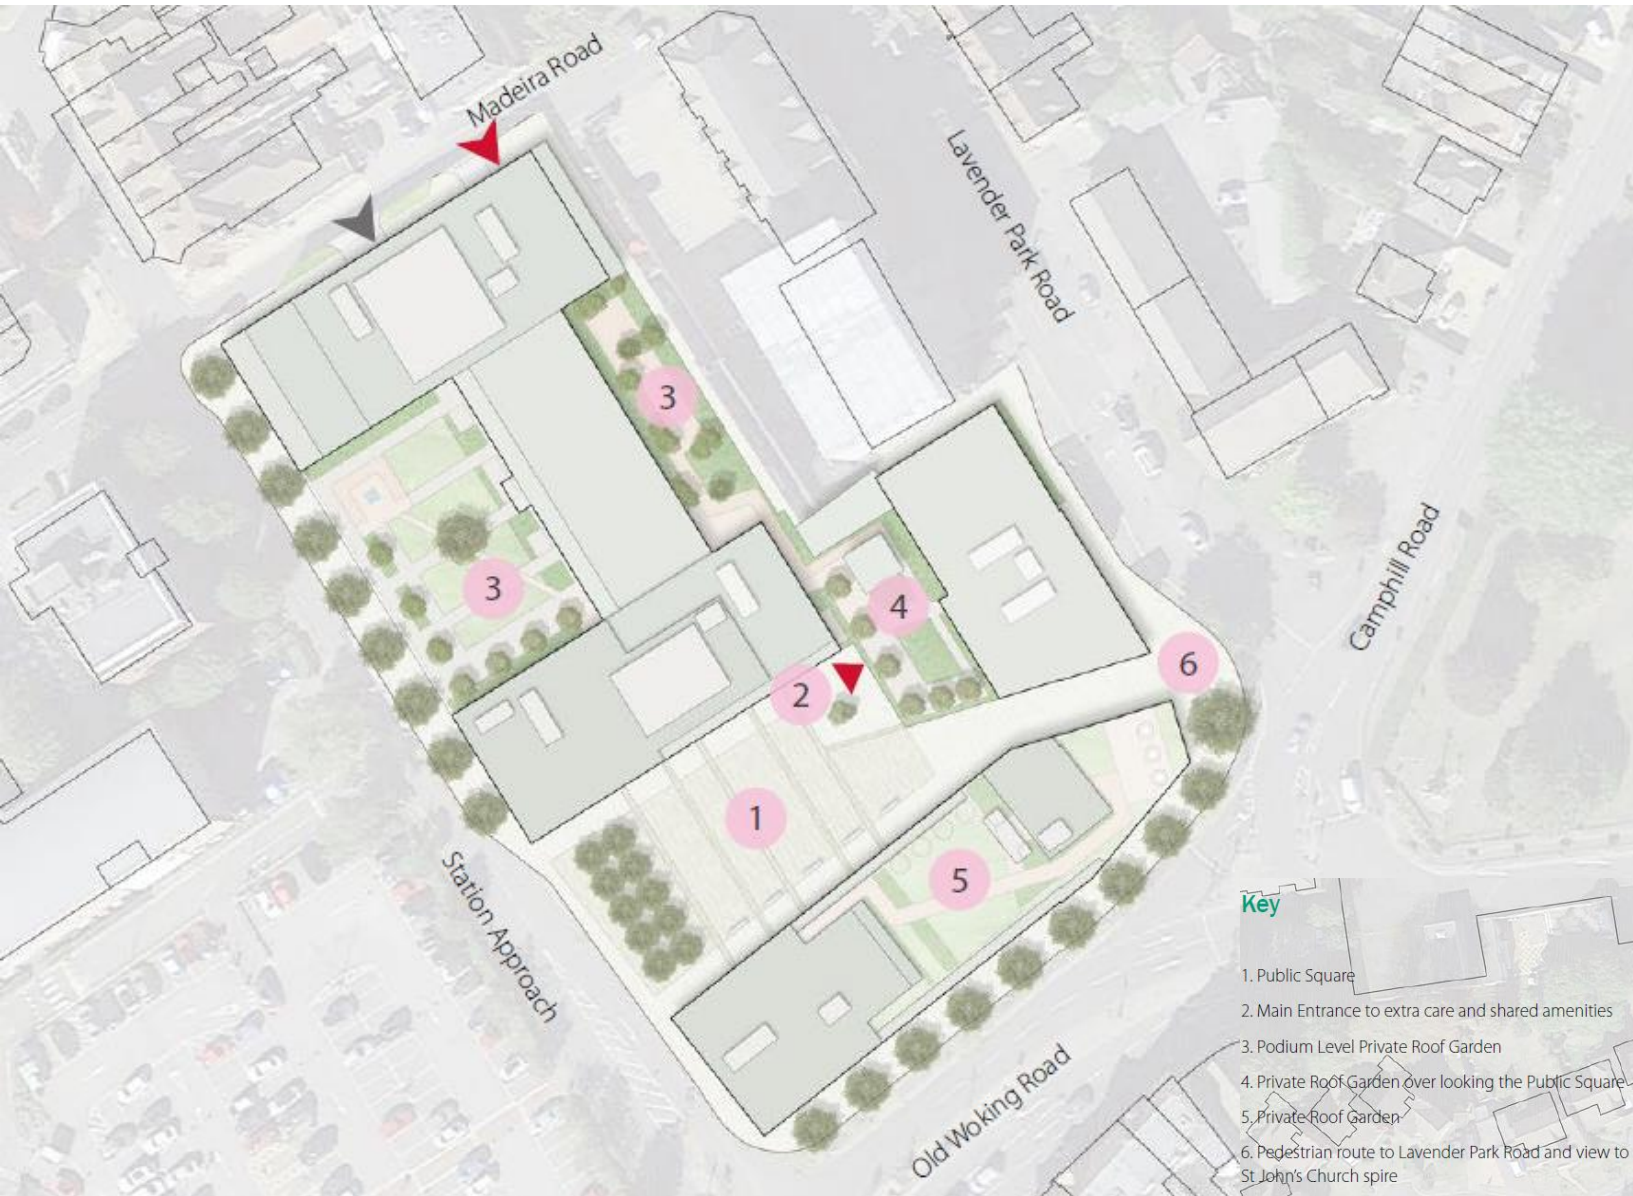 Madeira Road
Lavender Park Road
3
3
4
Camphill Road
6
2
1
5
Station Approach
Old Woking Road
Key
1. Public Square
2. Main Entrance to extra care and shared amenities
3. Podium Level Private Roof Garden
4. Private Roof Garden over looking the Public Square
5. Private Roof Garden
6. Pedestrian route to Lavender Park Road and view to
St John's Church spire